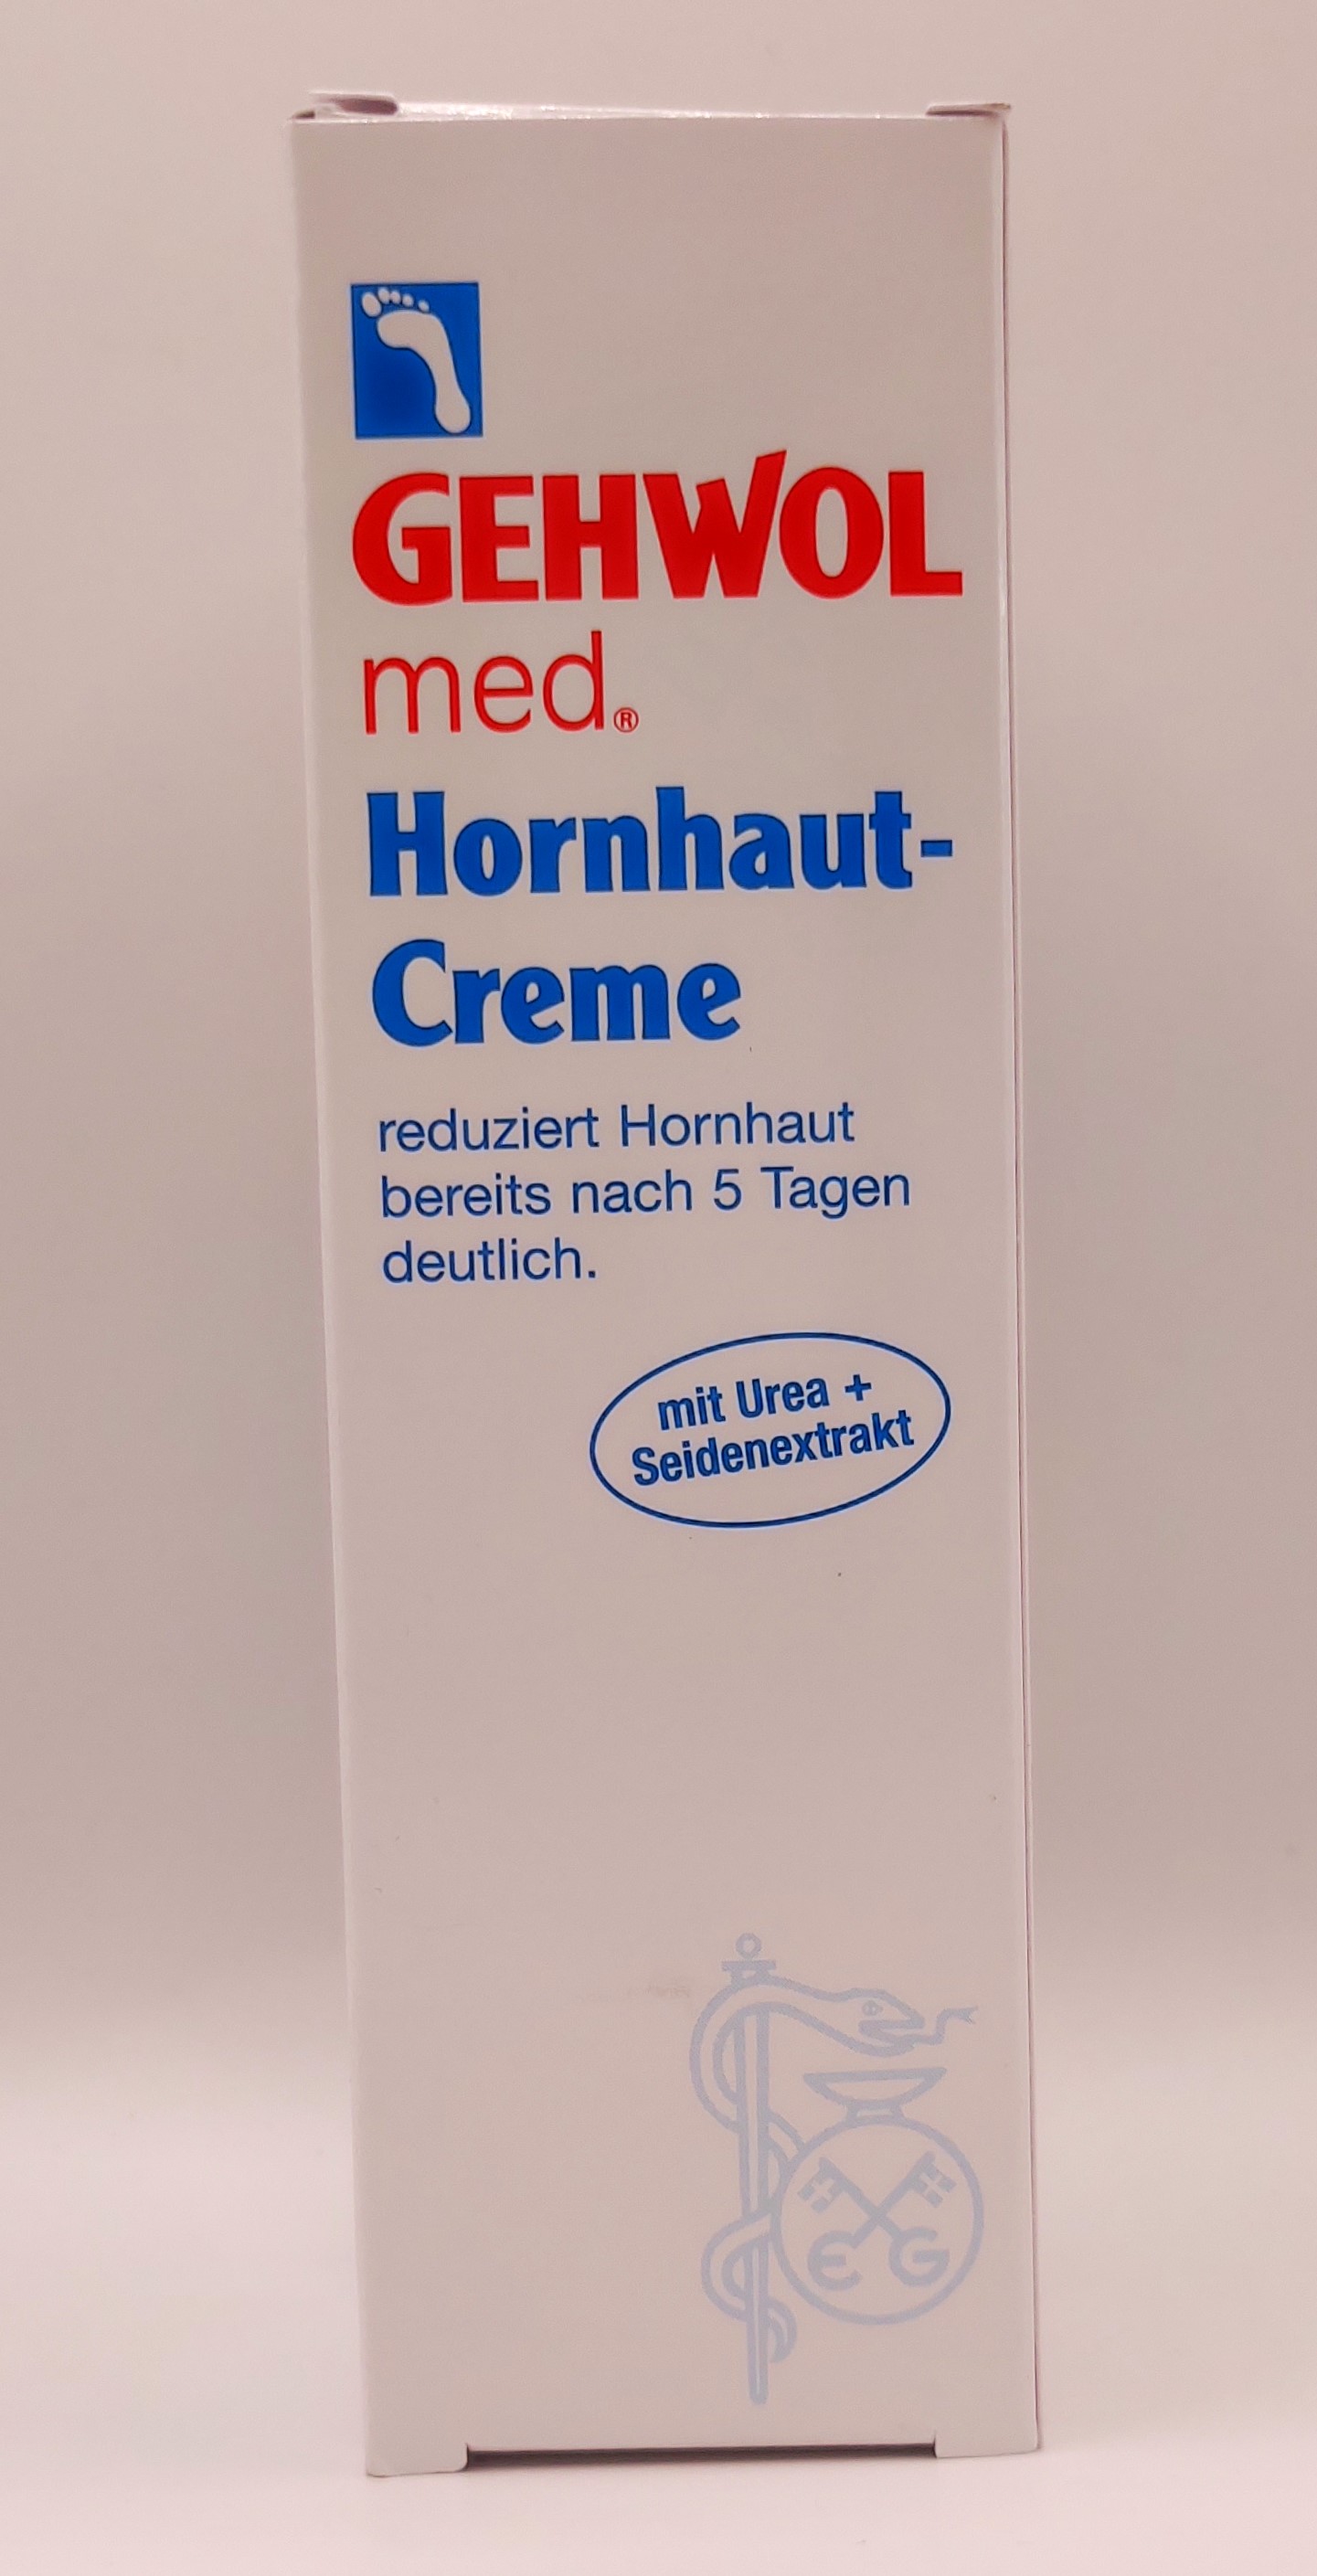 GEHWOL
med®
Hornhaut-
Creme
reduziert Hornhaut
bereits nach 5 Tagen
deutlich.
mit Urea +
Seidenextrakt
E G